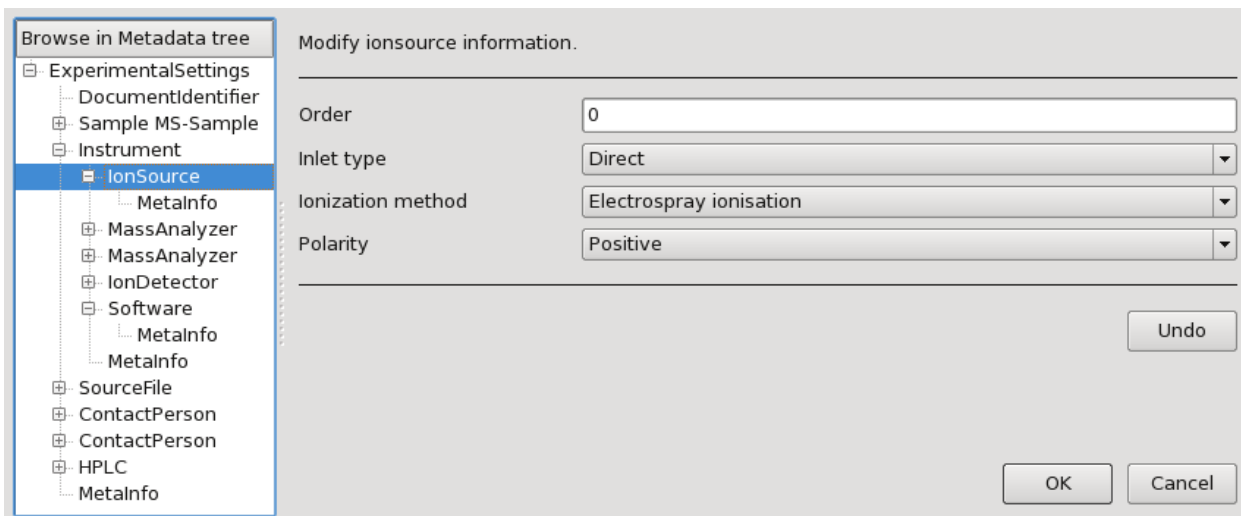 Browse in Metadata tree
ExperimentalSettings
DocumentIdentifier
Sample MS-Sample
Instrument
IonSource
MetaInfo
MassAnalyzer
MassAnalyzer
IonDetector
Software
MetaInfo
MetaInfo
SourceFile
ContactPerson
ContactPerson
HPLC
MetaInfo
Modify ionsource information.
Order 0
Inlet type Direct
Ionization method Electrospray ionisation
Polarity Positive
Undo
OK Cancel